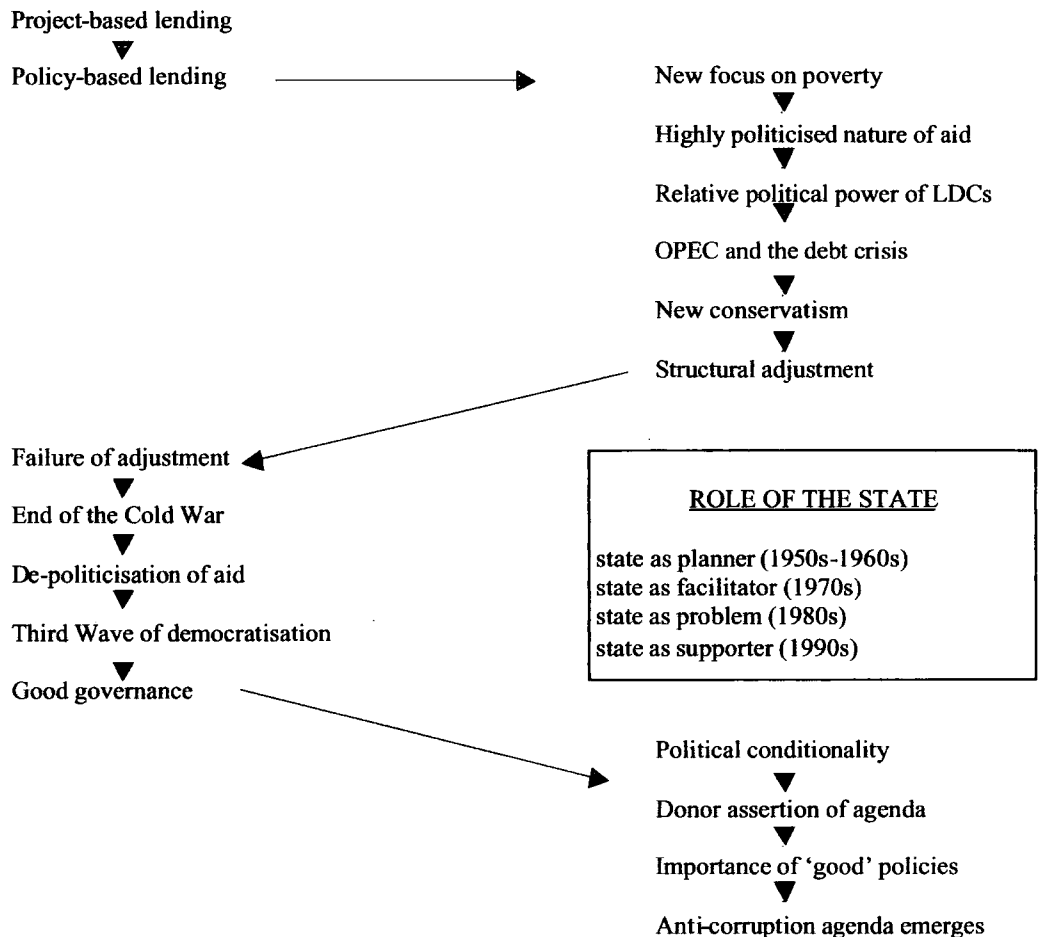 Project-based lending
Policy-based lending
New focus on poverty
Highly politicised nature of aid
Relative political power of LDCs
OPEC and the debt crisis
New conservatism
Structural adjustment
Failure of adjustment
End of the Cold War
De-politicisation of aid
Third Wave of democratisation
Good governance
ROLE OF THE STATE
state as planner (1950s-1960s)
state as facilitator (1970s)
state as problem (1980s)
state as supporter (1990s)
Political conditionality
Donor assertion of agenda
Importance of ‘good’ policies
Anti-corruption agenda emerges